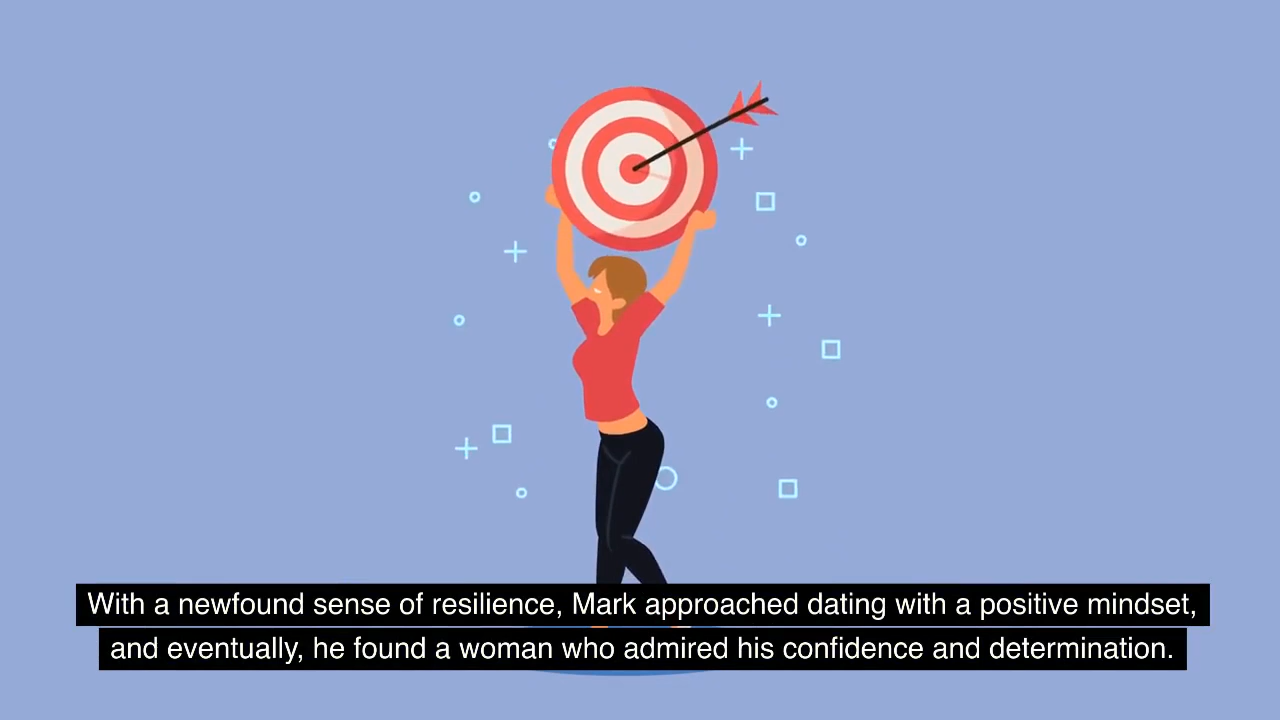 With a newfound sense of resilience, Mark approached dating with a positive mindset,
and eventually, he found a woman who admired his confidence and determination.